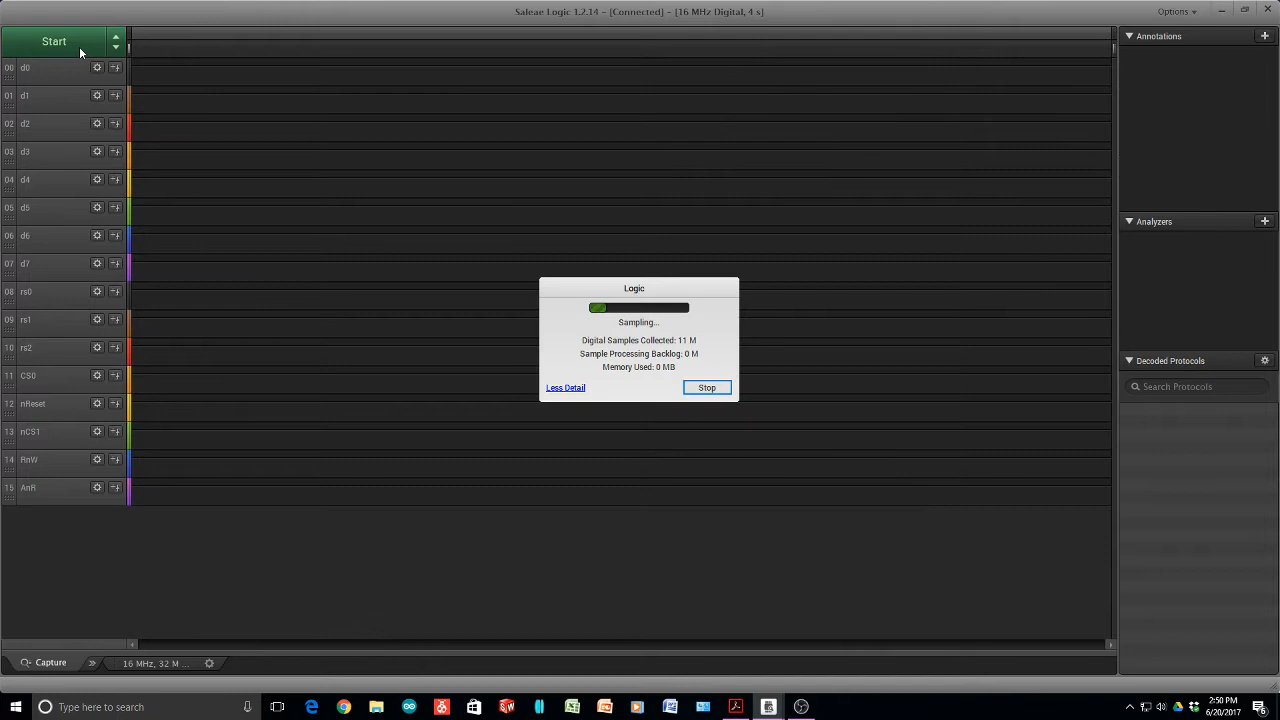 Saleae Logic 1.2.14 - [Connected] - [16 MHz Digital, 4 s]
Options
Start
Annotations
00 d0
01 d1
02 d2
03 d3
04 d4
05 d5
06 d6
07 d7
08 rs0
09 rs1
10 rs2
11 CS0
12 nReset
13 nCS1
14 RnW
15 AnR
Logic
Sampling...
Digital Samples Collected: 11 M
Sample Processing Backlog: 0 M
Memory Used: 0 MB
Less Detail
Stop
Analyzers
Decoded Protocols
Search Protocols
Capture
16 MHz, 32 M ...
Type here to search
2:50 PM
6/20/2017